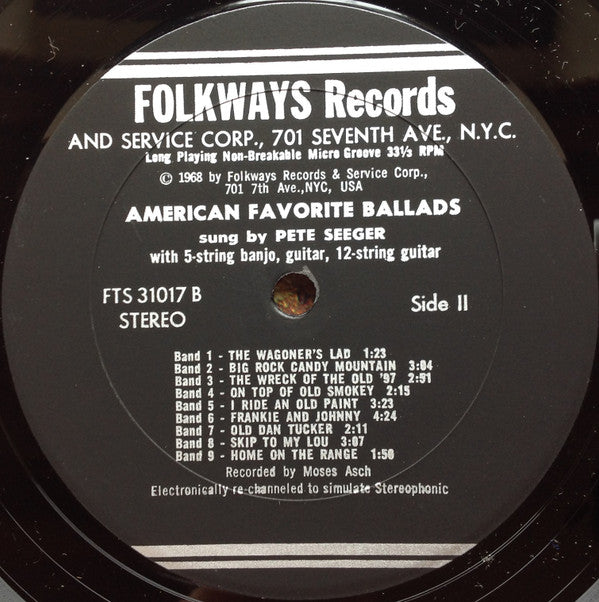 FOLKWAYS Records
AND SERVICE CORP., 701 SEVENTH AVE., N.Y.C.
Long Playing Non-Breakable Micro Groove 33⅓ RPM
© 1968 by Folkways Records & Service Corp.,
701 7th Ave.,NYC, USA
AMERICAN FAVORITE BALLADS
sung by PETE SEEGER
with 5-string banjo, guitar, 12-string guitar
FTS 31017 B
STEREO
Side II
Band 1 - THE WAGONER'S LAD 1:23
Band 2 - BIG ROCK CANDY MOUNTAIN 3:04
Band 3 - THE WRECK OF THE OLD '97 2:51
Band 4 - ON TOP OF OLD SMOKEY 2:15
Band 5 - I RIDE AN OLD PAINT 3:23
Band 6 - FRANKIE AND JOHNNY 4:24
Band 7 - OLD DAN TUCKER 2:11
Band 8 - SKIP TO MY LOU 3:07
Band 9 - HOME ON THE RANGE 1:50
Recorded by Moses Asch
Electronically re-channeled to simulate Stereophonic